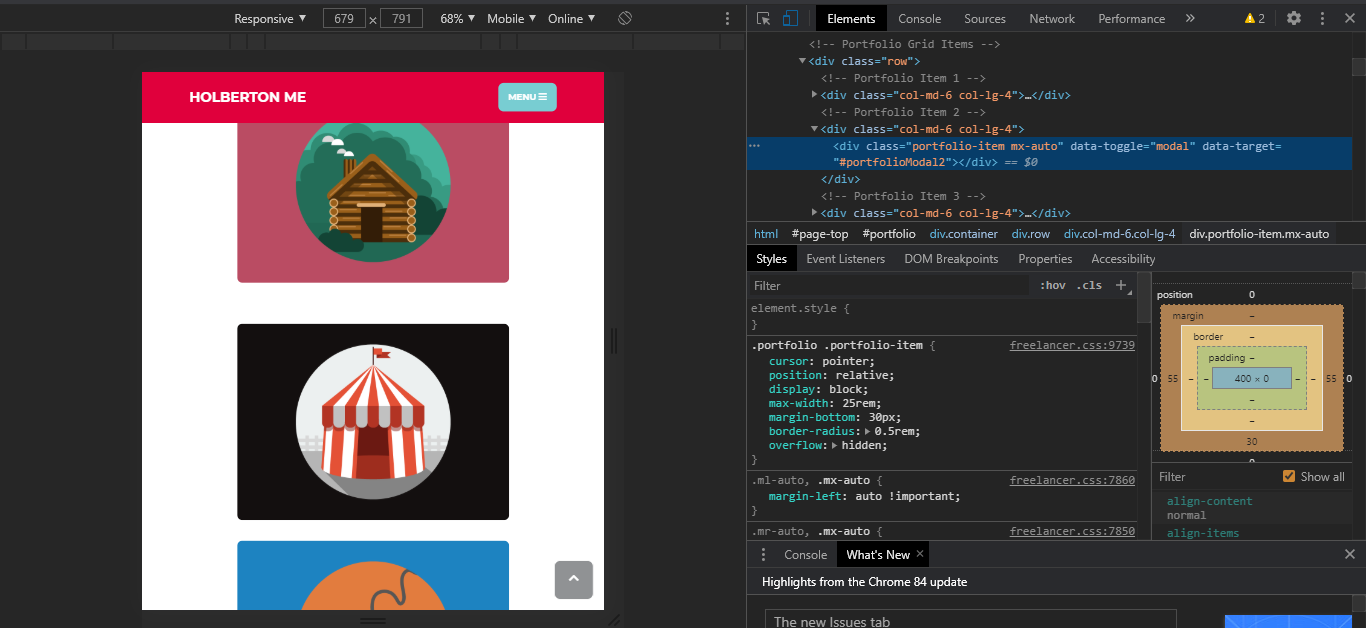 Responsive ▼ 679 × 791 68% ▼ Mobile ▼ Online ▼
HOLBERTON ME
MENU
Elements Console Sources Network Performance » 2
<!-- Portfolio Grid Items -->
▼<div class="row">
<!-- Portfolio Item 1 -->
▶<div class="col-md-6 col-lg-4">…</div>
<!-- Portfolio Item 2 -->
▼<div class="col-md-6 col-lg-4">
<div class="portfolio-item mx-auto" data-toggle="modal" data-target=
"#portfolioModal2"></div> == $0
</div>
<!-- Portfolio Item 3 -->
▶<div class="col-md-6 col-lg-4">…</div>
html #page-top #portfolio div.container div.row div.col-md-6.col-lg-4 div.portfolio-item.mx-auto
Styles Event Listeners DOM Breakpoints Properties Accessibility
Filter :hov .cls +
element.style {
}
.portfolio .portfolio-item { freelancer.css:9739
cursor: pointer;
position: relative;
display: block;
max-width: 25rem;
margin-bottom: 30px;
border-radius:▶0.5rem;
overflow:▶hidden;
}
.ml-auto, .mx-auto { freelancer.css:7860
margin-left: auto !important;
}
.mr-auto, .mx-auto { freelancer.css:7850
position 0
margin –
border –
padding –
0 55 – – 400 × 0 – – 55 0
–
–
30
0
Filter Show all
align-content
normal
align-items
Console What's New ×
Highlights from the Chrome 84 update
The new Issues tab